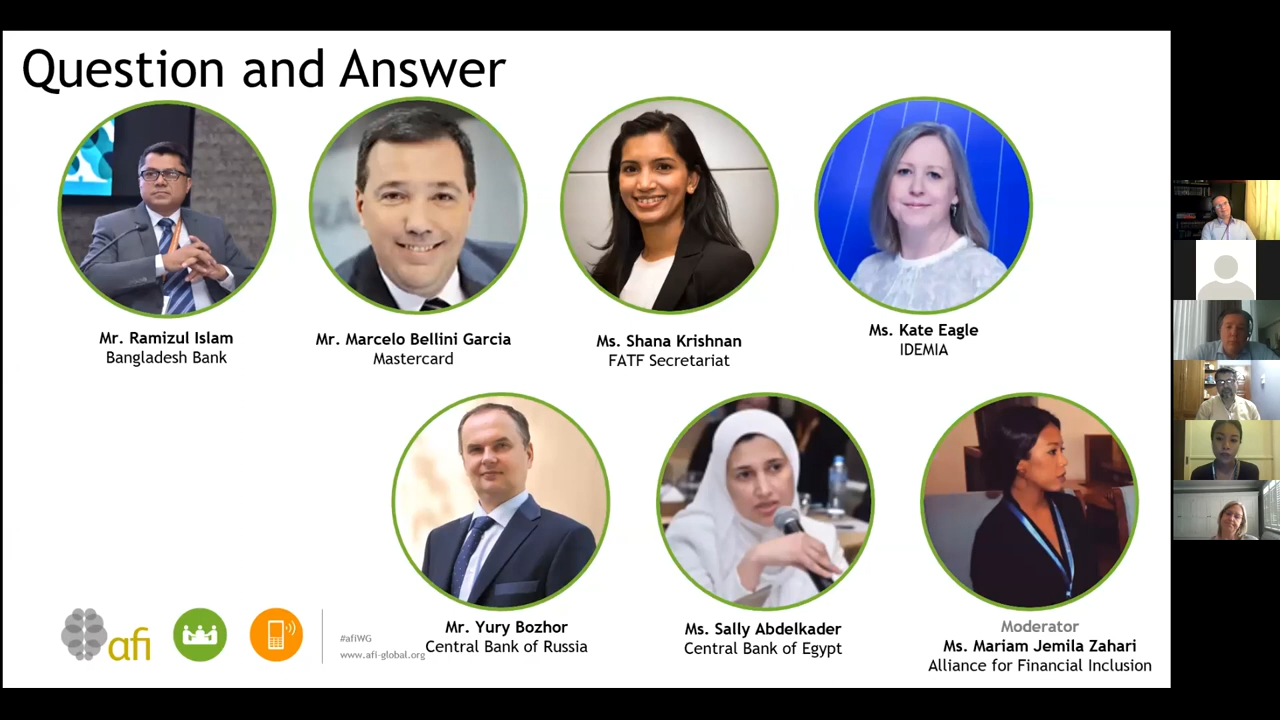 Question and Answer
Mr. Ramizul Islam
Bangladesh Bank
Mr. Marcelo Bellini Garcia
Mastercard
Ms. Shana Krishnan
FATF Secretariat
Ms. Kate Eagle
IDEMIA
Mr. Yury Bozhor
Central Bank of Russia
Ms. Sally Abdelkader
Central Bank of Egypt
Moderator
Ms. Mariam Jemila Zahari
Alliance for Financial Inclusion
afi
#afiWG
www.afi-global.org